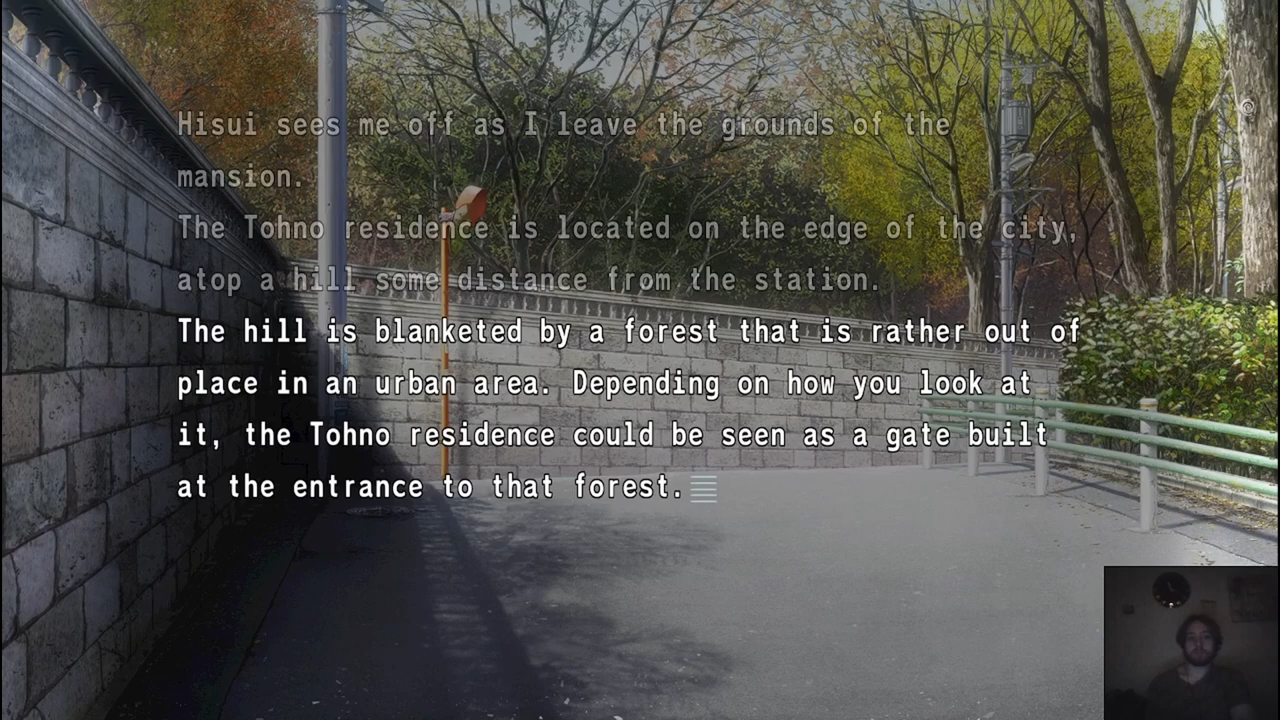 Hisui sees me off as I leave the grounds of the
mansion.
The Tohno residence is located on the edge of the city,
atop a hill some distance from the station.
The hill is blanketed by a forest that is rather out of
place in an urban area. Depending on how you look at
it, the Tohno residence could be seen as a gate built
at the entrance to that forest.